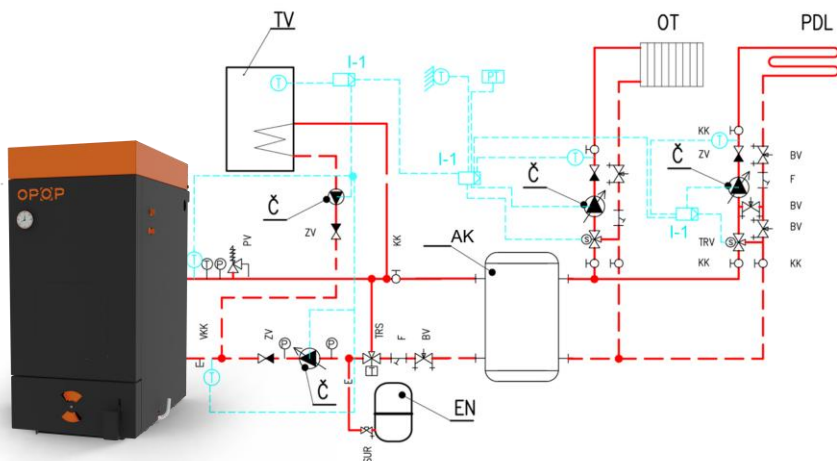 TV
OT
PDL
I-1
T
T
PT
KK
T
T
ZV
BV
I-1
Č
Č
F
OPOP
Č
BV
I-1
ZV
BV
PV
KK
AK
S
S
TRV
T
T
P
KK
KK
VKK
ZV
P
P
TRS
F
BV
T
Č
E
E
EN
SUR